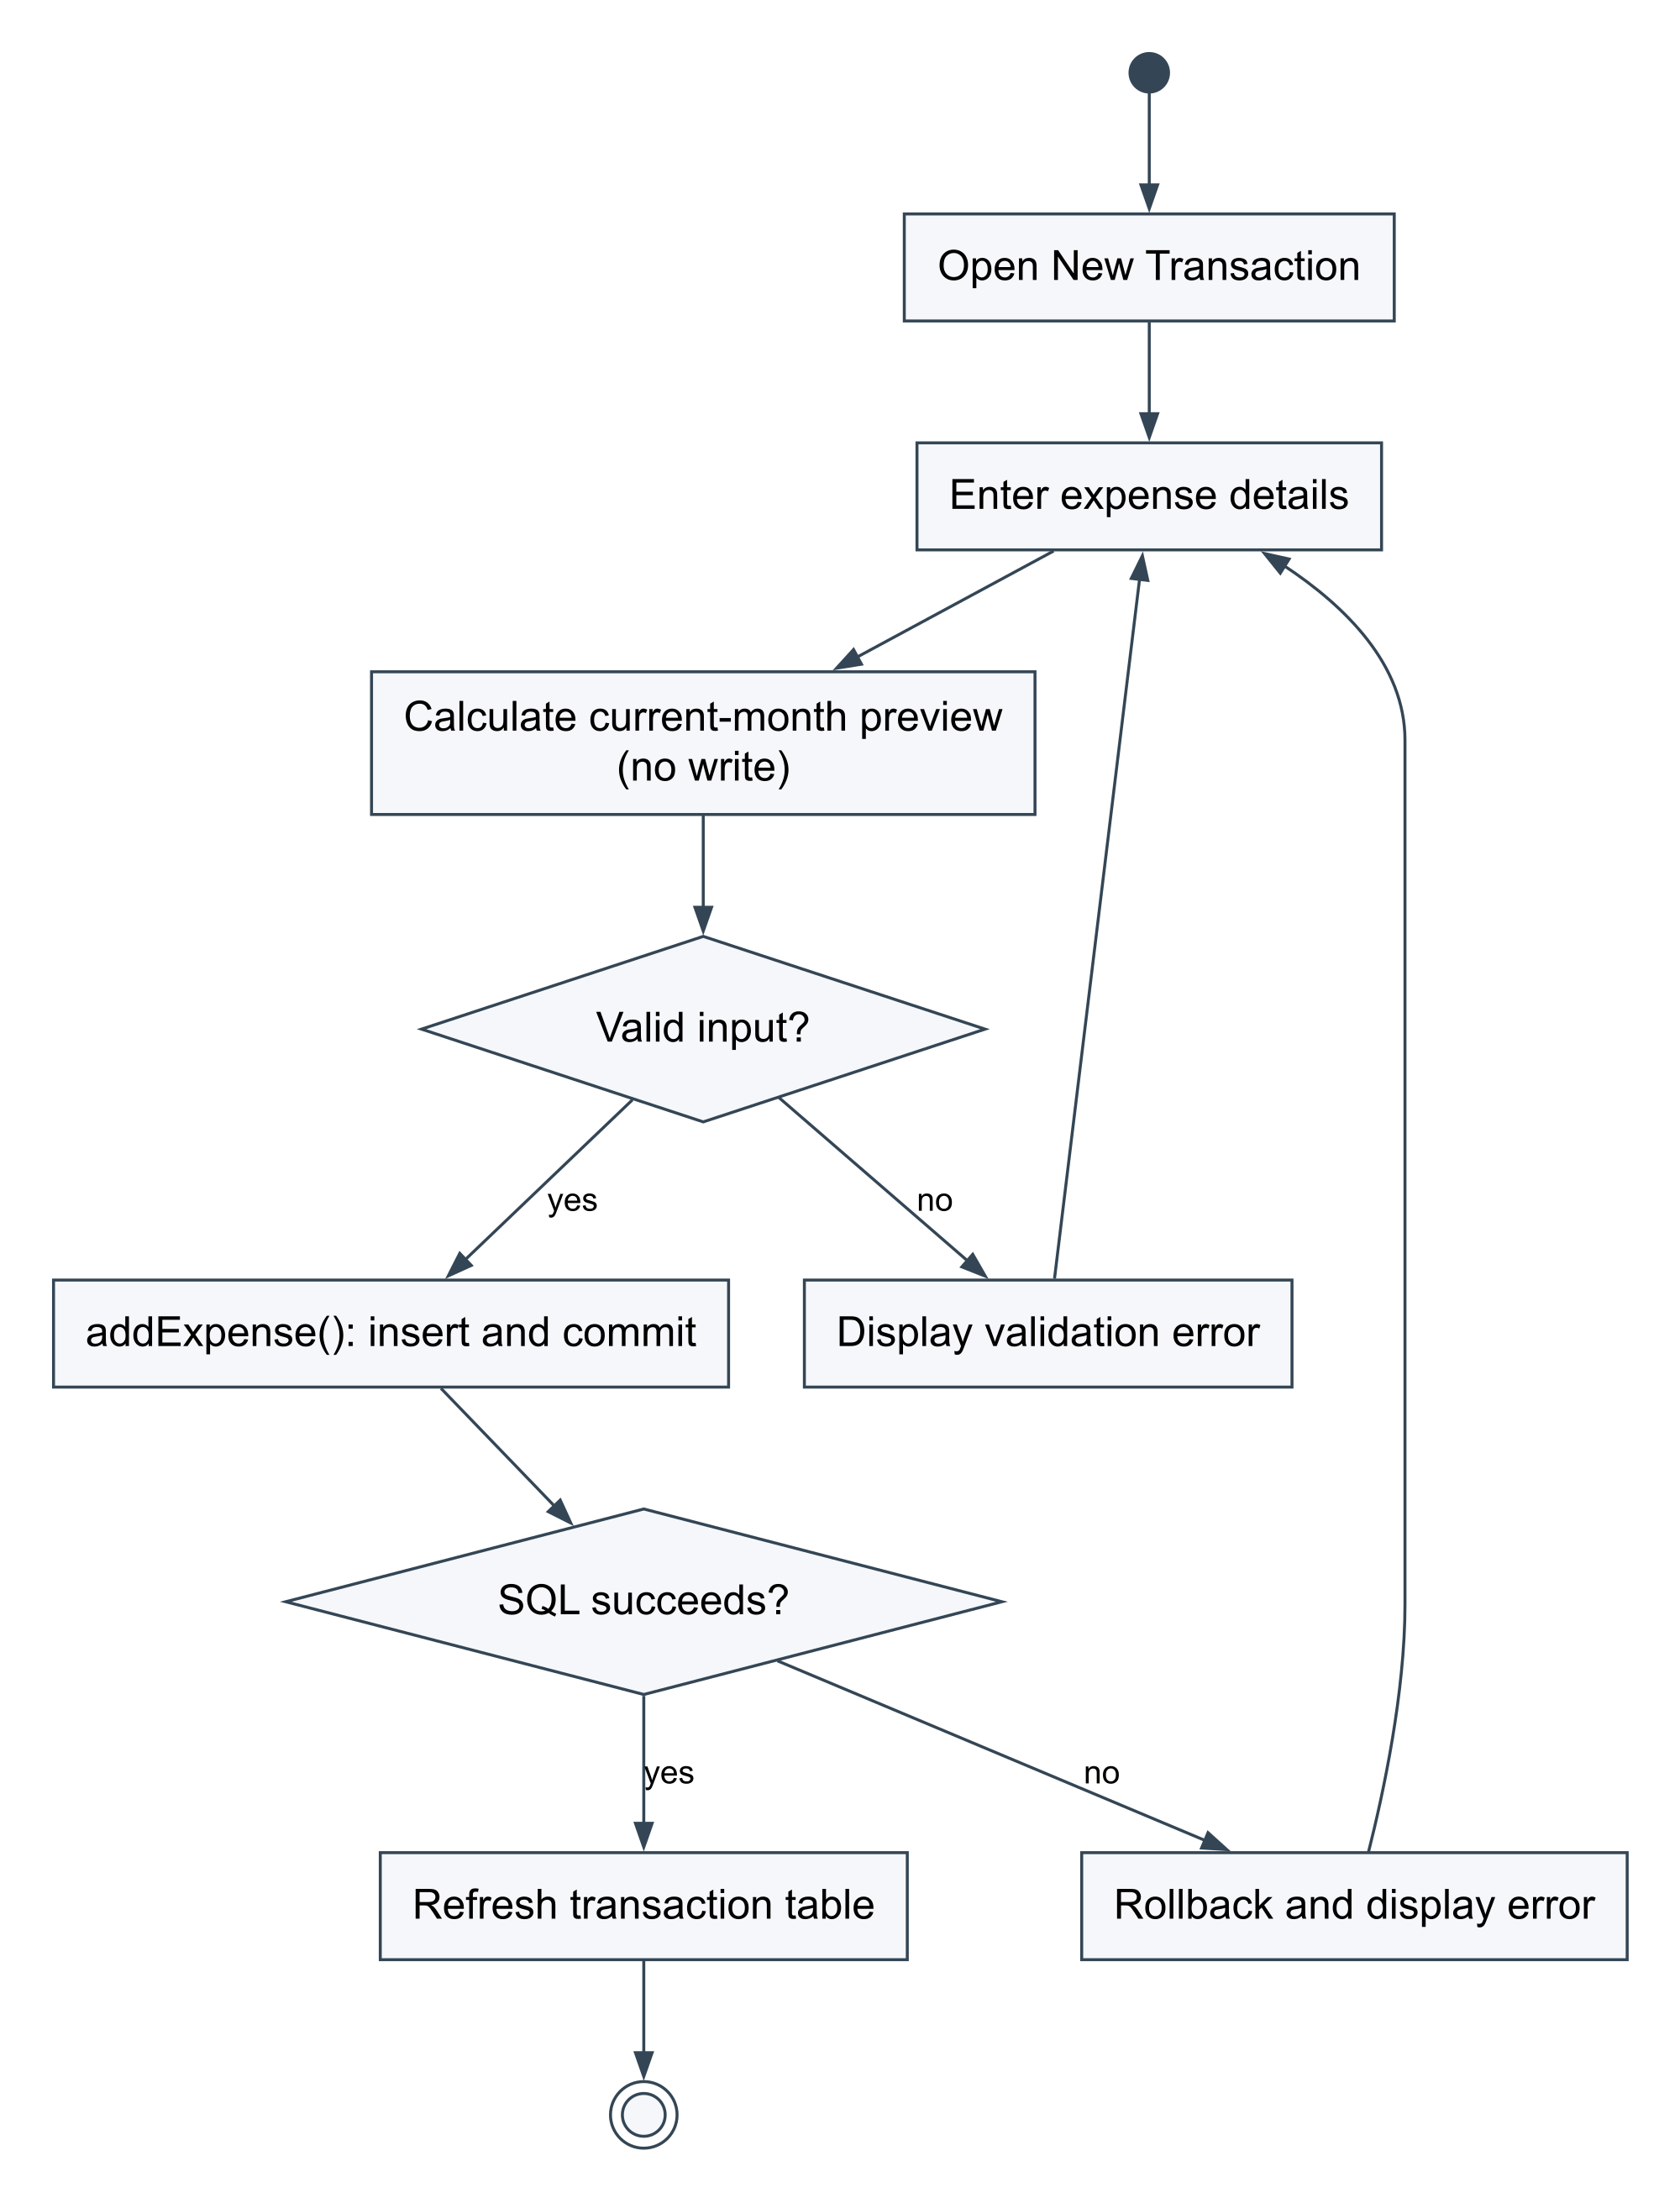 Open New Transaction
Enter expense details
Calculate current-month preview
(no write)
Valid input?
yes
no
addExpense(): insert and commit
Display validation error
SQL succeeds?
yes
no
Refresh transaction table
Rollback and display error